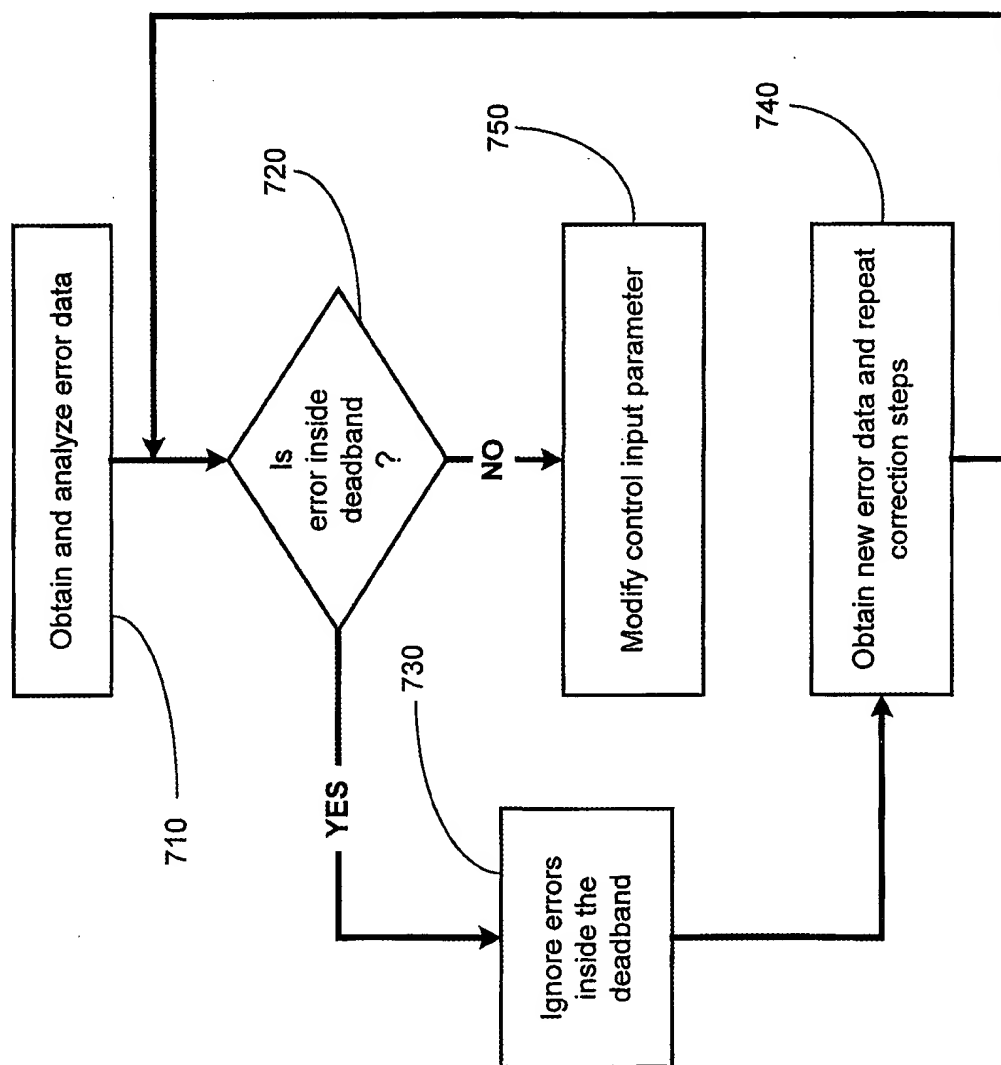 Obtain and analyze error data
710
720
Is
error inside
deadband
?
YES
NO
730
Ignore errors
inside the
deadband
750
Modify control input parameter
740
Obtain new error data and repeat
correction steps